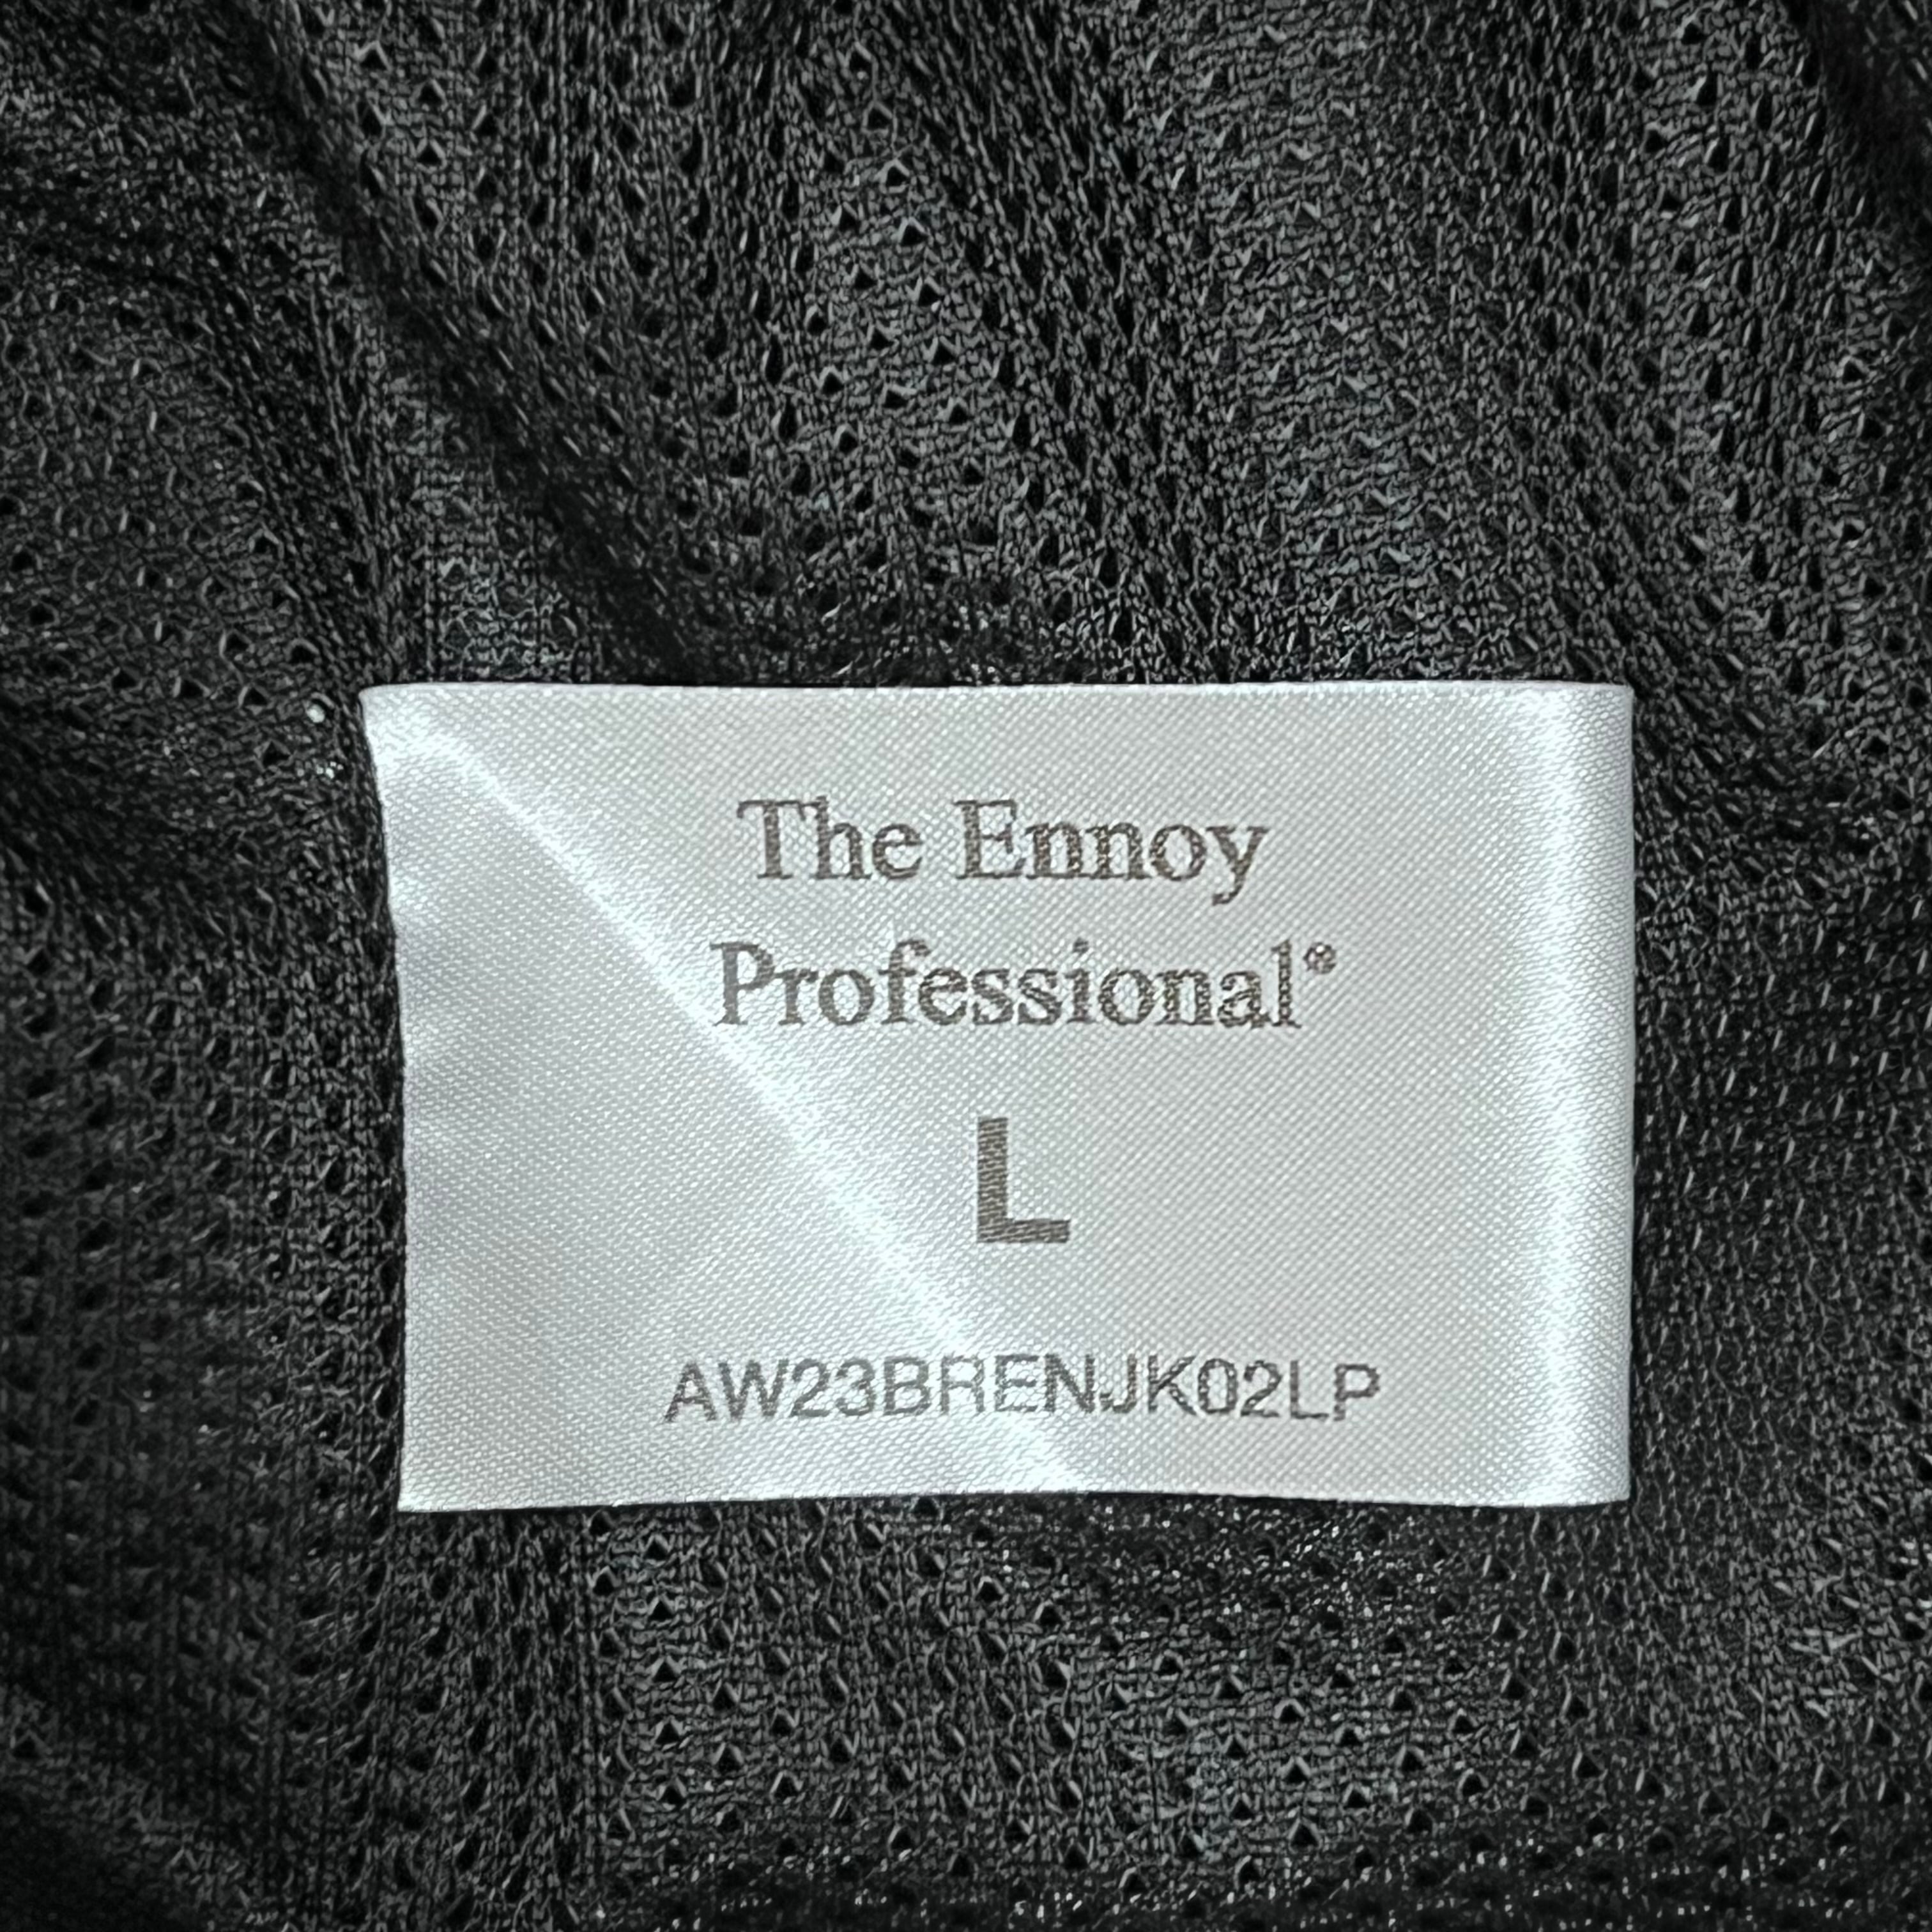 The Ennoy
Professional®
L
AW23BRENJK02LP